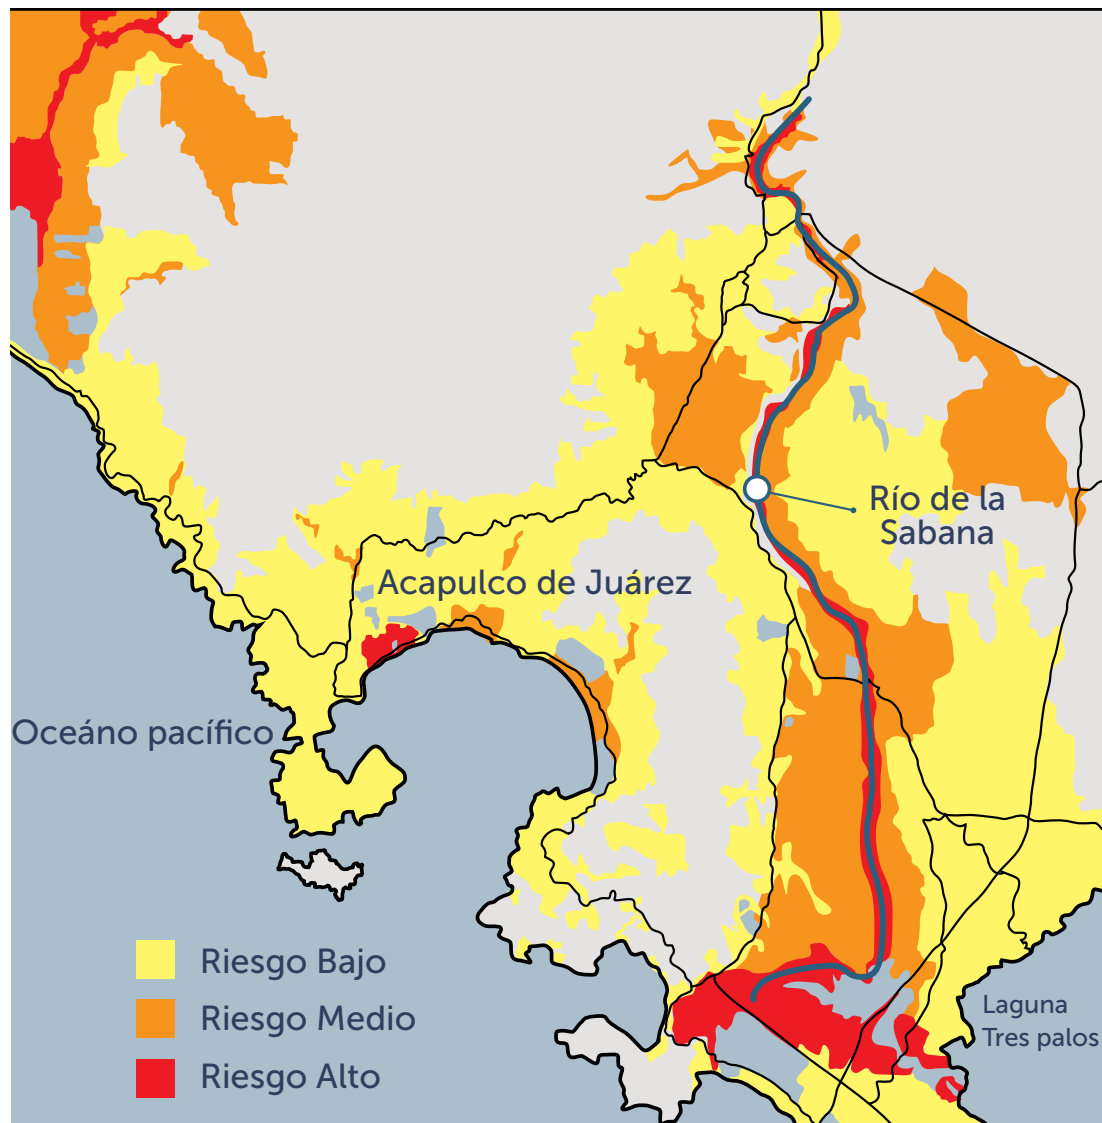 Río de la
Sabana
Acapulco de Juárez
Oceáno pacífico
Riesgo Bajo
Riesgo Medio
Riesgo Alto
Laguna
Tres palos